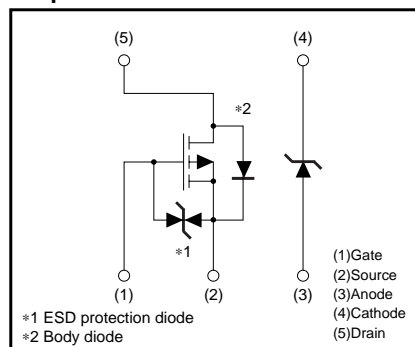 (5) (4)
∗2
∗1
(1) (2) (3)
(1)Gate
(2)Source
(3)Anode
(4)Cathode
(5)Drain
∗1 ESD protection diode
∗2 Body diode